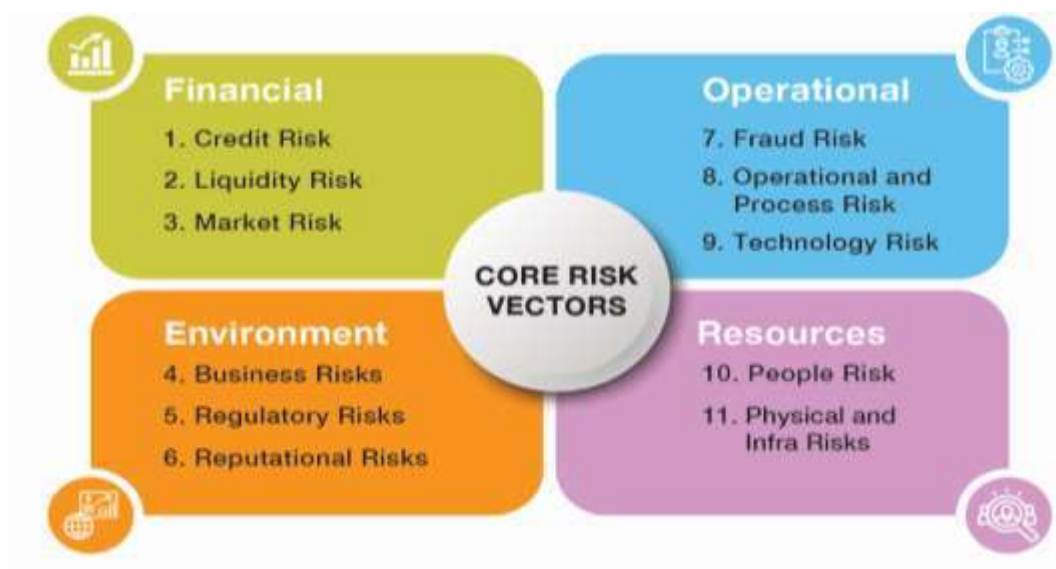 Financial
1. Credit Risk
2. Liquidity Risk
3. Market Risk
Operational
7. Fraud Risk
8. Operational and
Process Risk
9. Technology Risk
CORE RISK
VECTORS
Environment
4. Business Risks
5. Regulatory Risks
6. Reputational Risks
Resources
10. People Risk
11. Physical and
Infra Risks